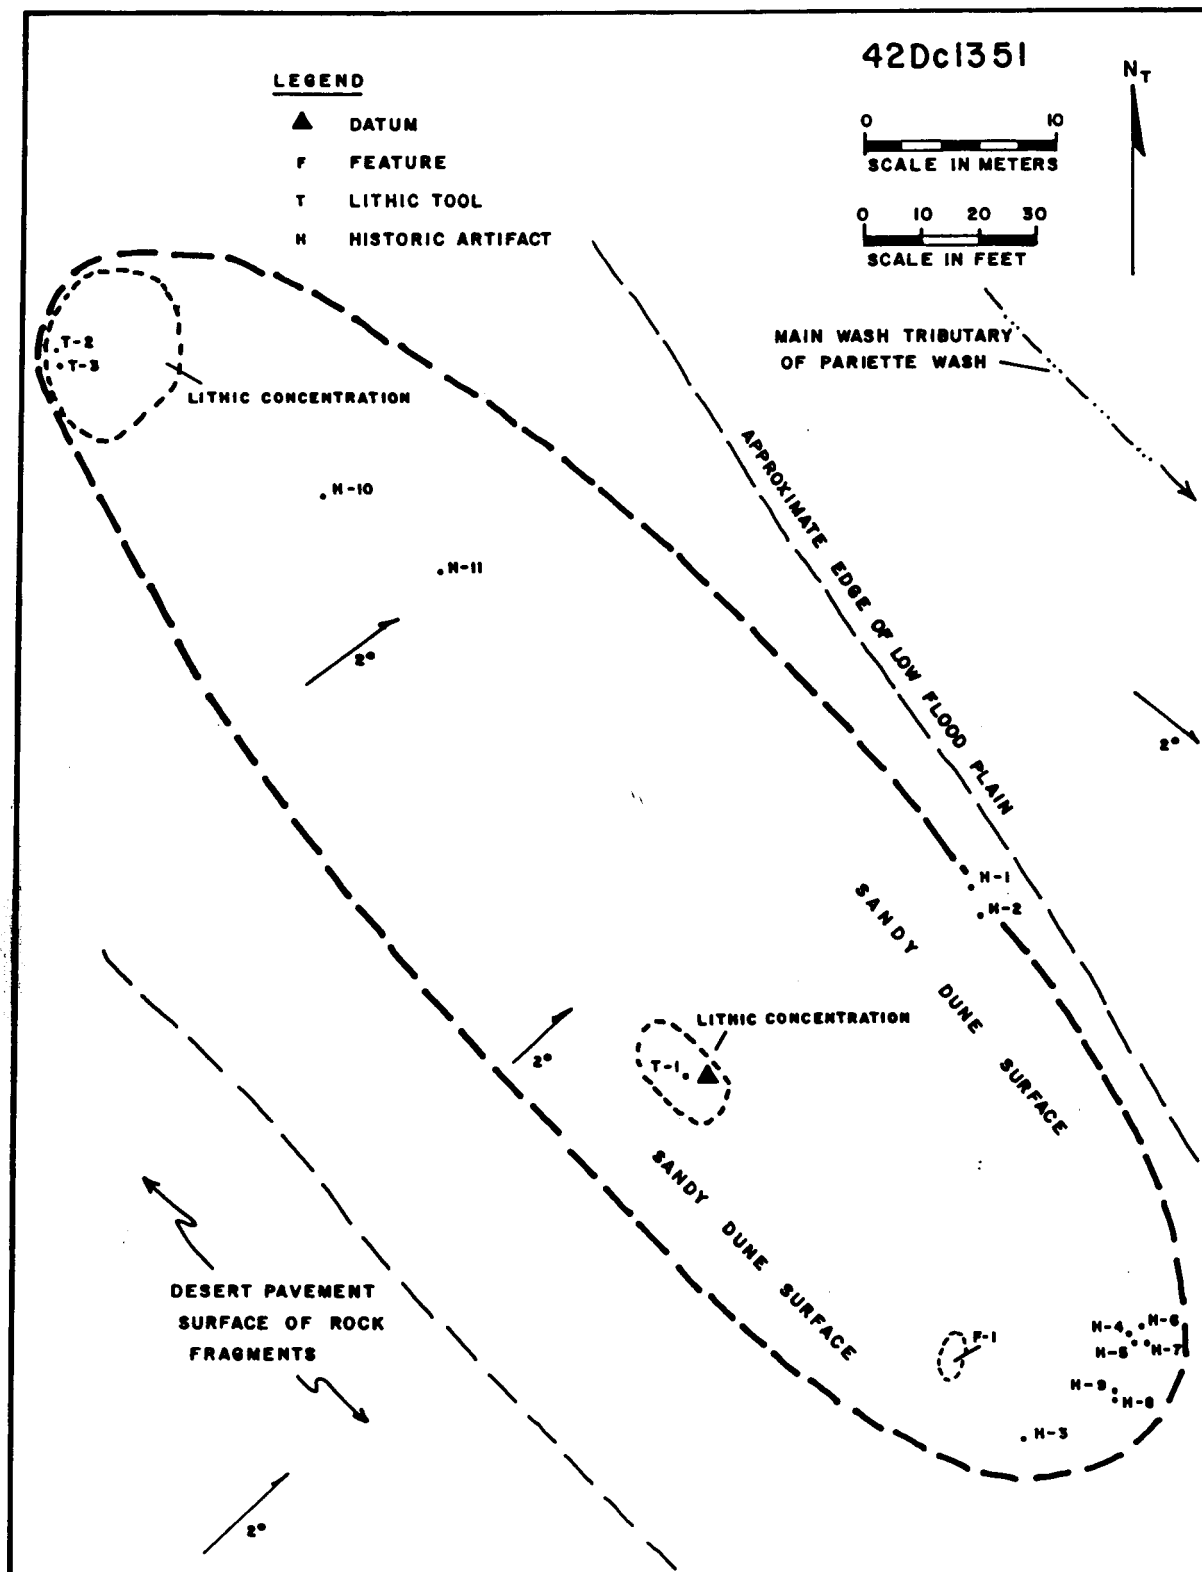 42Dc1351
LEGEND
DATUM
F FEATURE
T LITHIC TOOL
H HISTORIC ARTIFACT
0 10
SCALE IN METERS
0 10 20 30
SCALE IN FEET
NT
MAIN WASH TRIBUTARY
OF PARIETTE WASH
T-2
T-3
LITHIC CONCENTRATION
H-10
H-11
2°
APPROXIMATE EDGE OF LOW FLOOD PLAIN
2°
H-1
H-2
SANDY DUNE SURFACE
LITHIC CONCENTRATION
T-1
2°
SANDY DUNE SURFACE
DESERT PAVEMENT
SURFACE OF ROCK
FRAGMENTS
F-1
H-4
H-6
H-5
H-7
H-9
H-8
H-3
2°